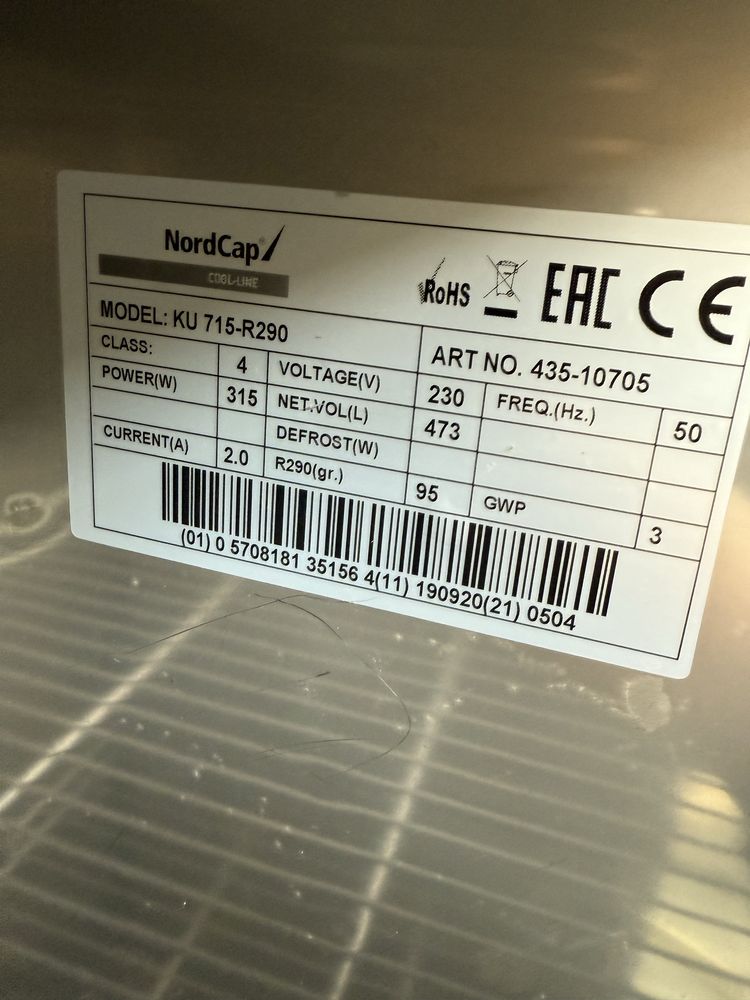 NordCap®
COOL-LINE
RoHS
EAC CE
MODEL: KU 715-R290
ART NO. 435-10705
CLASS: 4 VOLTAGE(V) 230 FREQ.(Hz.) 50
POWER(W) 315 NET.VOL(L) 473
DEFROST(W)
CURRENT(A) 2.0 R290(gr.) 95 GWP 3
(01) 0 5708181 35156 4(11) 190920(21) 0504